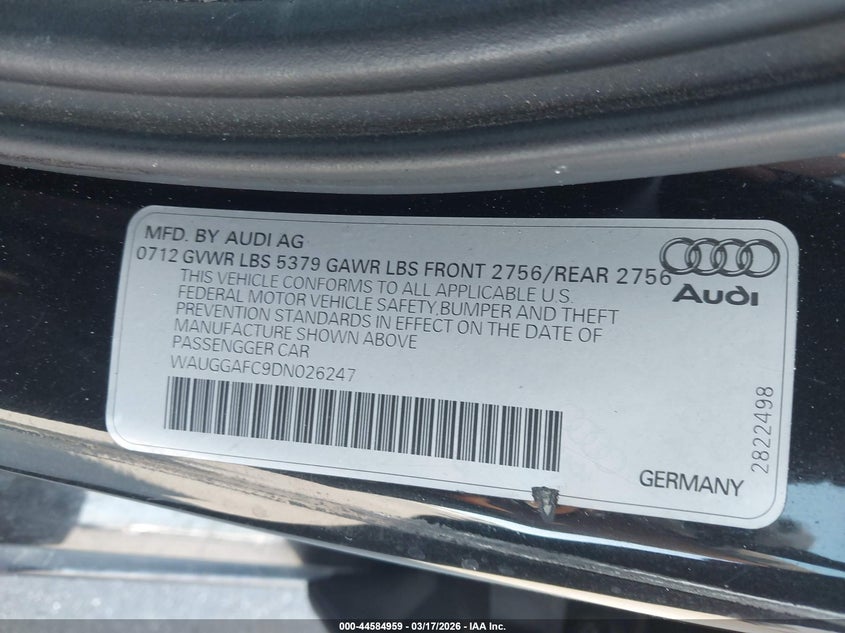 MFD. BY AUDI AG
0712 GVWR LBS 5379 GAWR LBS FRONT 2756/REAR 2756
THIS VEHICLE CONFORMS TO ALL APPLICABLE U.S.
FEDERAL MOTOR VEHICLE SAFETY,BUMPER AND THEFT
PREVENTION STANDARDS IN EFFECT ON THE DATE OF
MANUFACTURE SHOWN ABOVE
PASSENGGER CAR
WAUGGAFC9DN026247
Audi
2822498
GERMANY
000-44584959 — 03/17/2026 — IAA Inc.